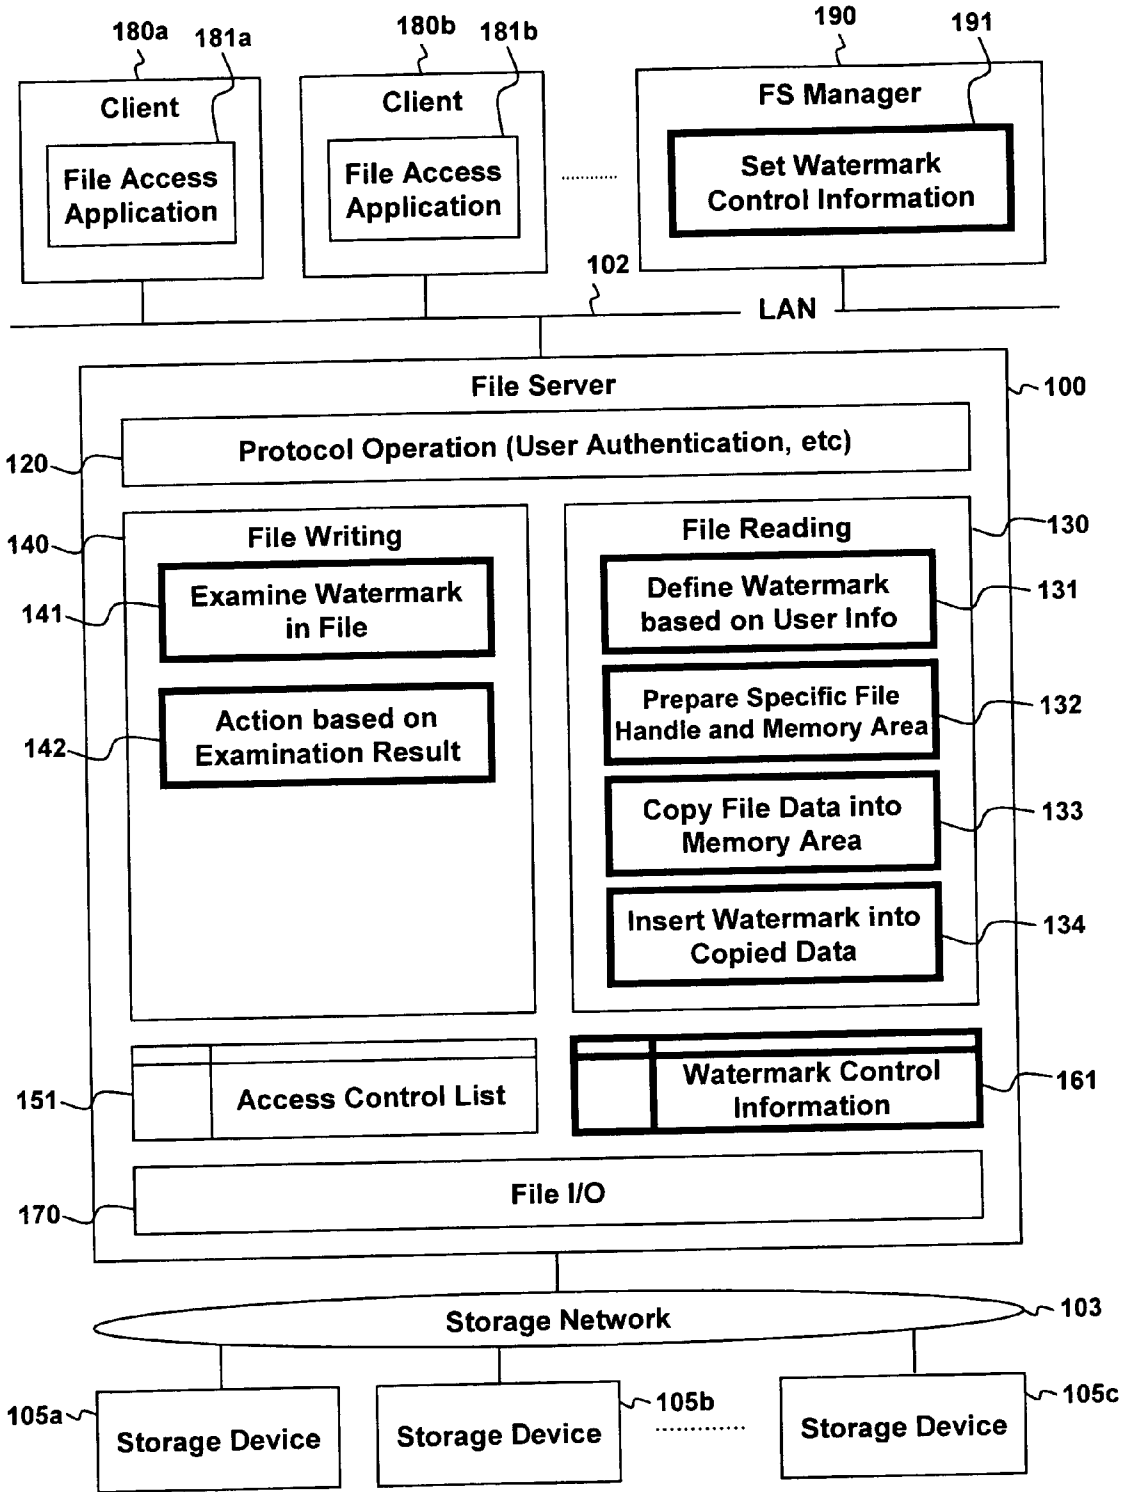 180a
181a
180b
181b
190
191
Client
Client
FS Manager
File Access
Application
File Access
Application
Set Watermark
Control Information
102
LAN
File Server
100
Protocol Operation (User Authentication, etc)
120
140
File Writing
File Reading
130
Examine Watermark
in File
141
Define Watermark
based on User Info
131
Action based on
Examination Result
142
Prepare Specific File
Handle and Memory Area
132
Copy File Data into
Memory Area
133
Insert Watermark into
Copied Data
134
151
Access Control List
Watermark Control
Information
161
File I/O
170
Storage Network
103
105a
Storage Device
105b
Storage Device
105c
Storage Device